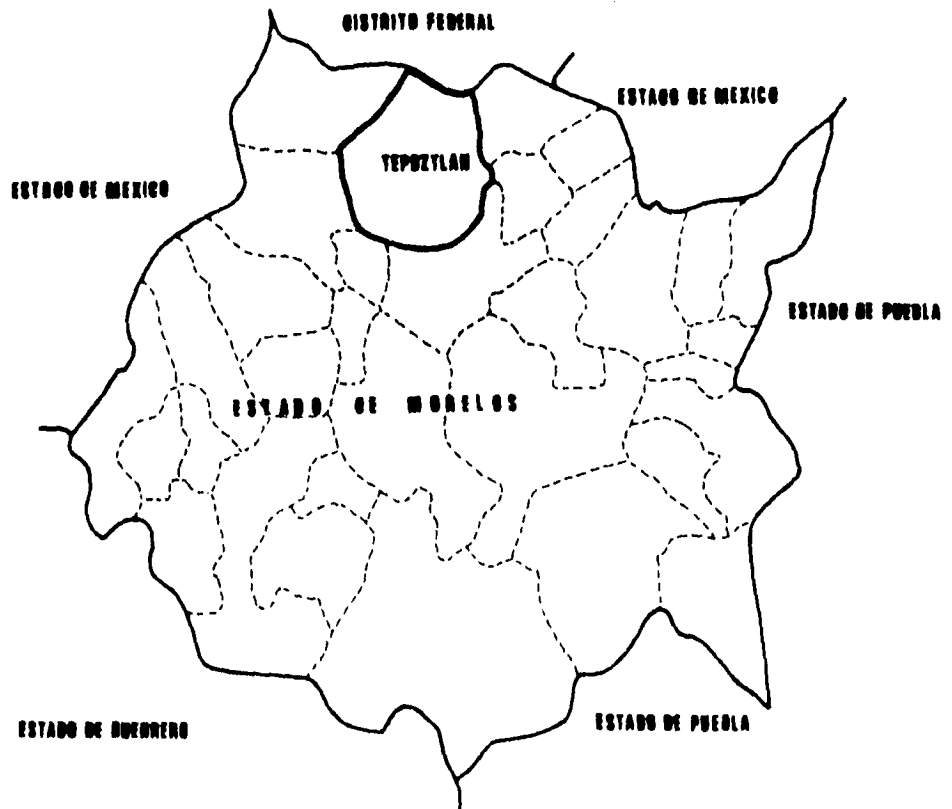 DISTRITO FEDERAL
ESTADO DE MEXICO
TEPOZTLAN
ESTADO DE MEXICO
ESTADO DE PUEBLA
ESTADO DE MORELOS
ESTADO DE GUERRERO
ESTADO DE PUEBLA